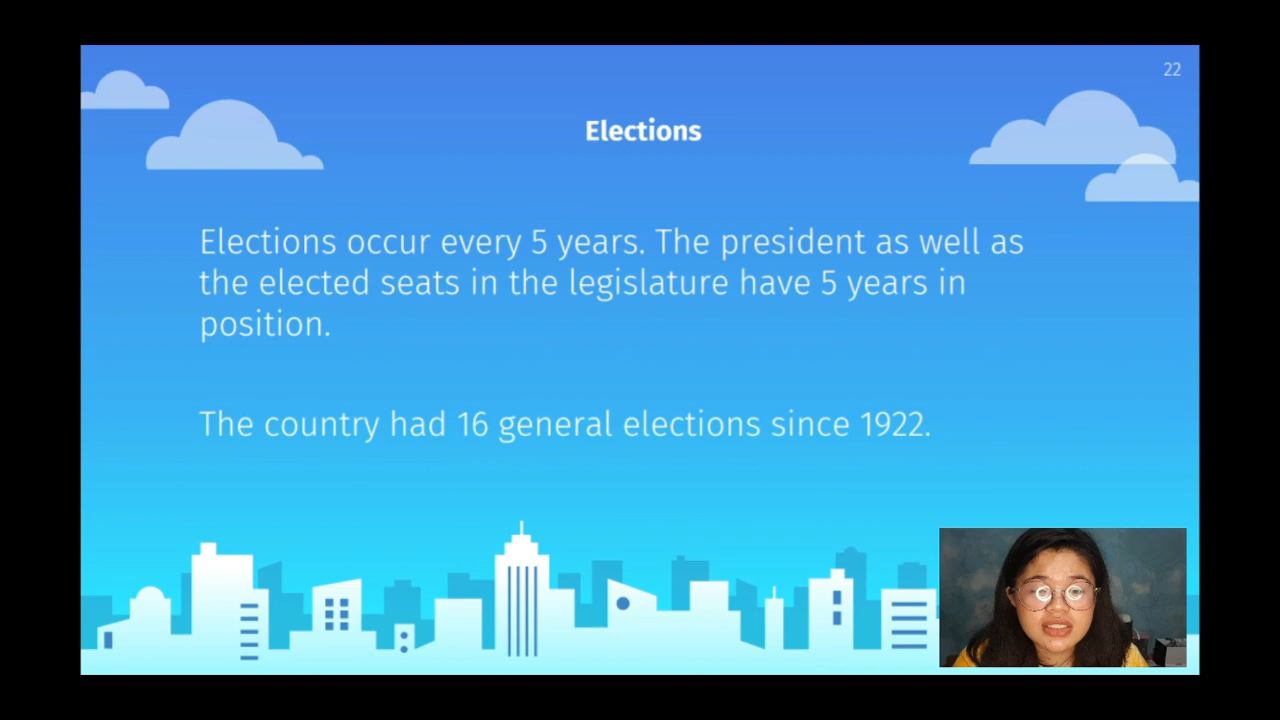 22
Elections
Elections occur every 5 years. The president as well as
the elected seats in the legislature have 5 years in
position.
The country had 16 general elections since 1922.